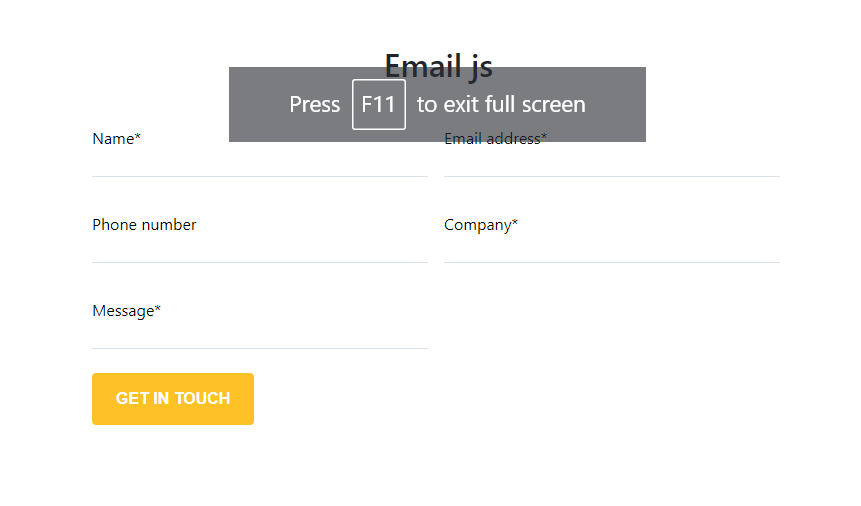 Email js
Press F11 to exit full screen
Name*
Email address*
Phone number
Company*
Message*
GET IN TOUCH